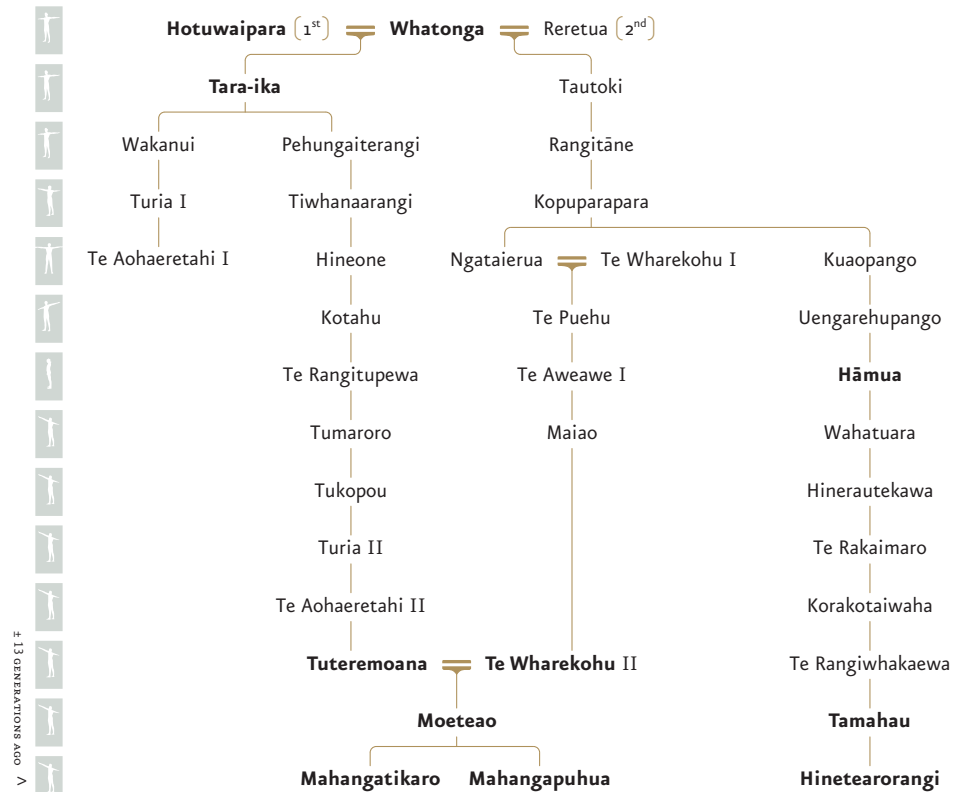 Hotuwaipara (1st) Whatonga Reretua (2nd)
Tara-ika Tautoki
Wakanui Pehungaiterangi Rangitāne
Turia I Tiwhanaarangi Kopuparapara
Te Aohaeretahi I Hineone Ngataierua Te Wharekohu I Kuaopango
Kotahu Te Puehu Uengarehupango
Te Rangitupewa Te Aweawe I Hāmua
Tumaroro Maiao Wahatuara
Tukopou Hinerautekawa
Turia II Te Rakaimaro
Te Aohaeretahi II Korakotaiwaha
Tuteremoana Te Wharekohu II Te Rangiwhakaewa
Moeteao Tamahau
Mahangatikaro Mahangapuhua Hinetearorangi
± 13 GENERATIONS AGO >